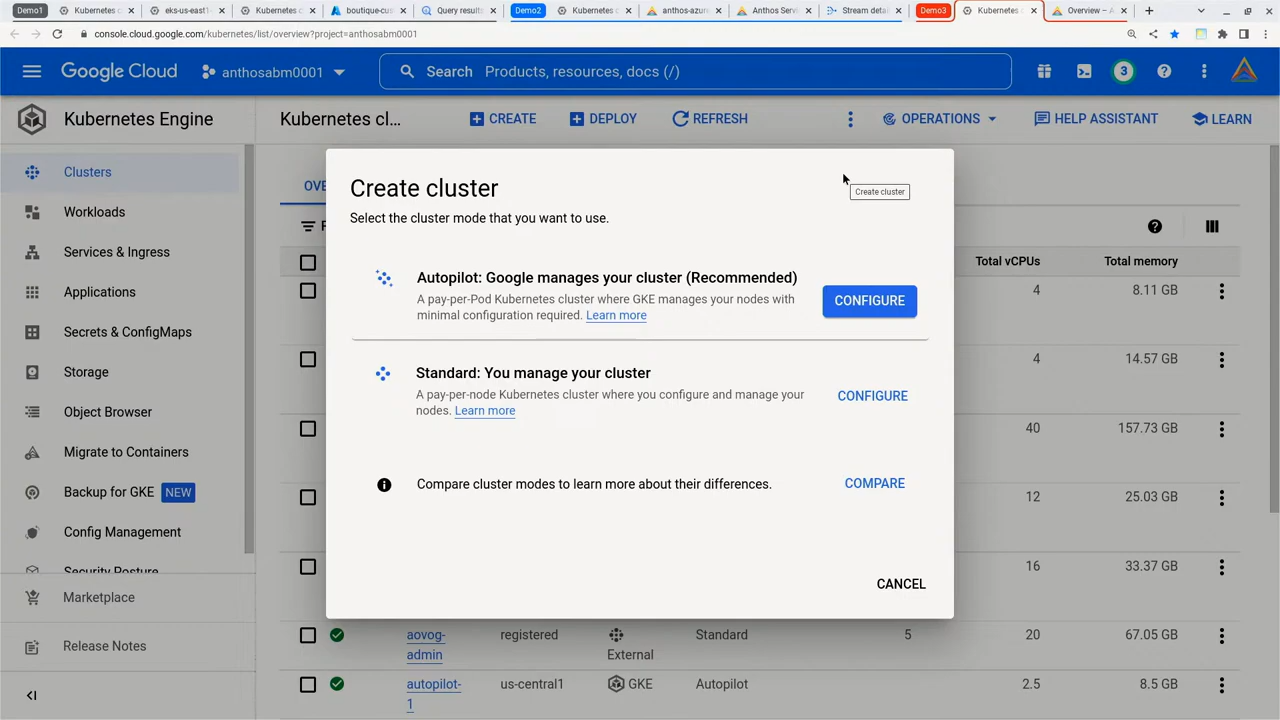 Demo1
Kubernetes c
eks-us-east1
Kubernetes c
boutique-cus
Query results
Demo2
Kubernetes c
anthos-azure
Anthos Serv
Stream detai
Demo3
Kubernetes
Overview – A
console.cloud.google.com/kubernetes/list/overview?project=anthosabm0001
Google Cloud
anthosabm0001
Search Products, resources, docs (/)
3
Kubernetes Engine
Kubernetes cl...
CREATE
DEPLOY
REFRESH
OPERATIONS
HELP ASSISTANT
LEARN
Clusters
Workloads
Services & Ingress
Applications
Secrets & ConfigMaps
Storage
Object Browser
Migrate to Containers
Backup for GKE NEW
Config Management
Security Posture
Marketplace
Release Notes
OV
F
Create cluster
Create cluster
Select the cluster mode that you want to use.
Autopilot: Google manages your cluster (Recommended)
A pay-per-Pod Kubernetes cluster where GKE manages your nodes with
minimal configuration required. Learn more
CONFIGURE
Standard: You manage your cluster
A pay-per-node Kubernetes cluster where you configure and manage your
nodes. Learn more
CONFIGURE
Compare cluster modes to learn more about their differences.
COMPARE
CANCEL
Total vCPUs Total memory
4 8.11 GB
4 14.57 GB
40 157.73 GB
12 25.03 GB
16 33.37 GB
aovog-admin registered External Standard 5 20 67.05 GB
autopilot-1 us-central1 GKE Autopilot 2.5 8.5 GB